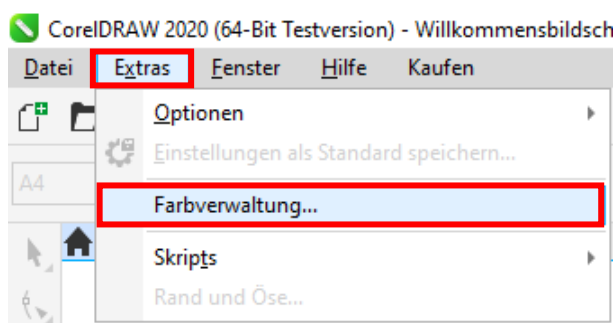 CorelDRAW 2020 (64-Bit Testversion) - Willkommensbildsch
Datei Extras Fenster Hilfe Kaufen
Optionen
Einstellungen als Standard speichern...
A4
Farbverwaltung...
Skripts
Rand und Öse...